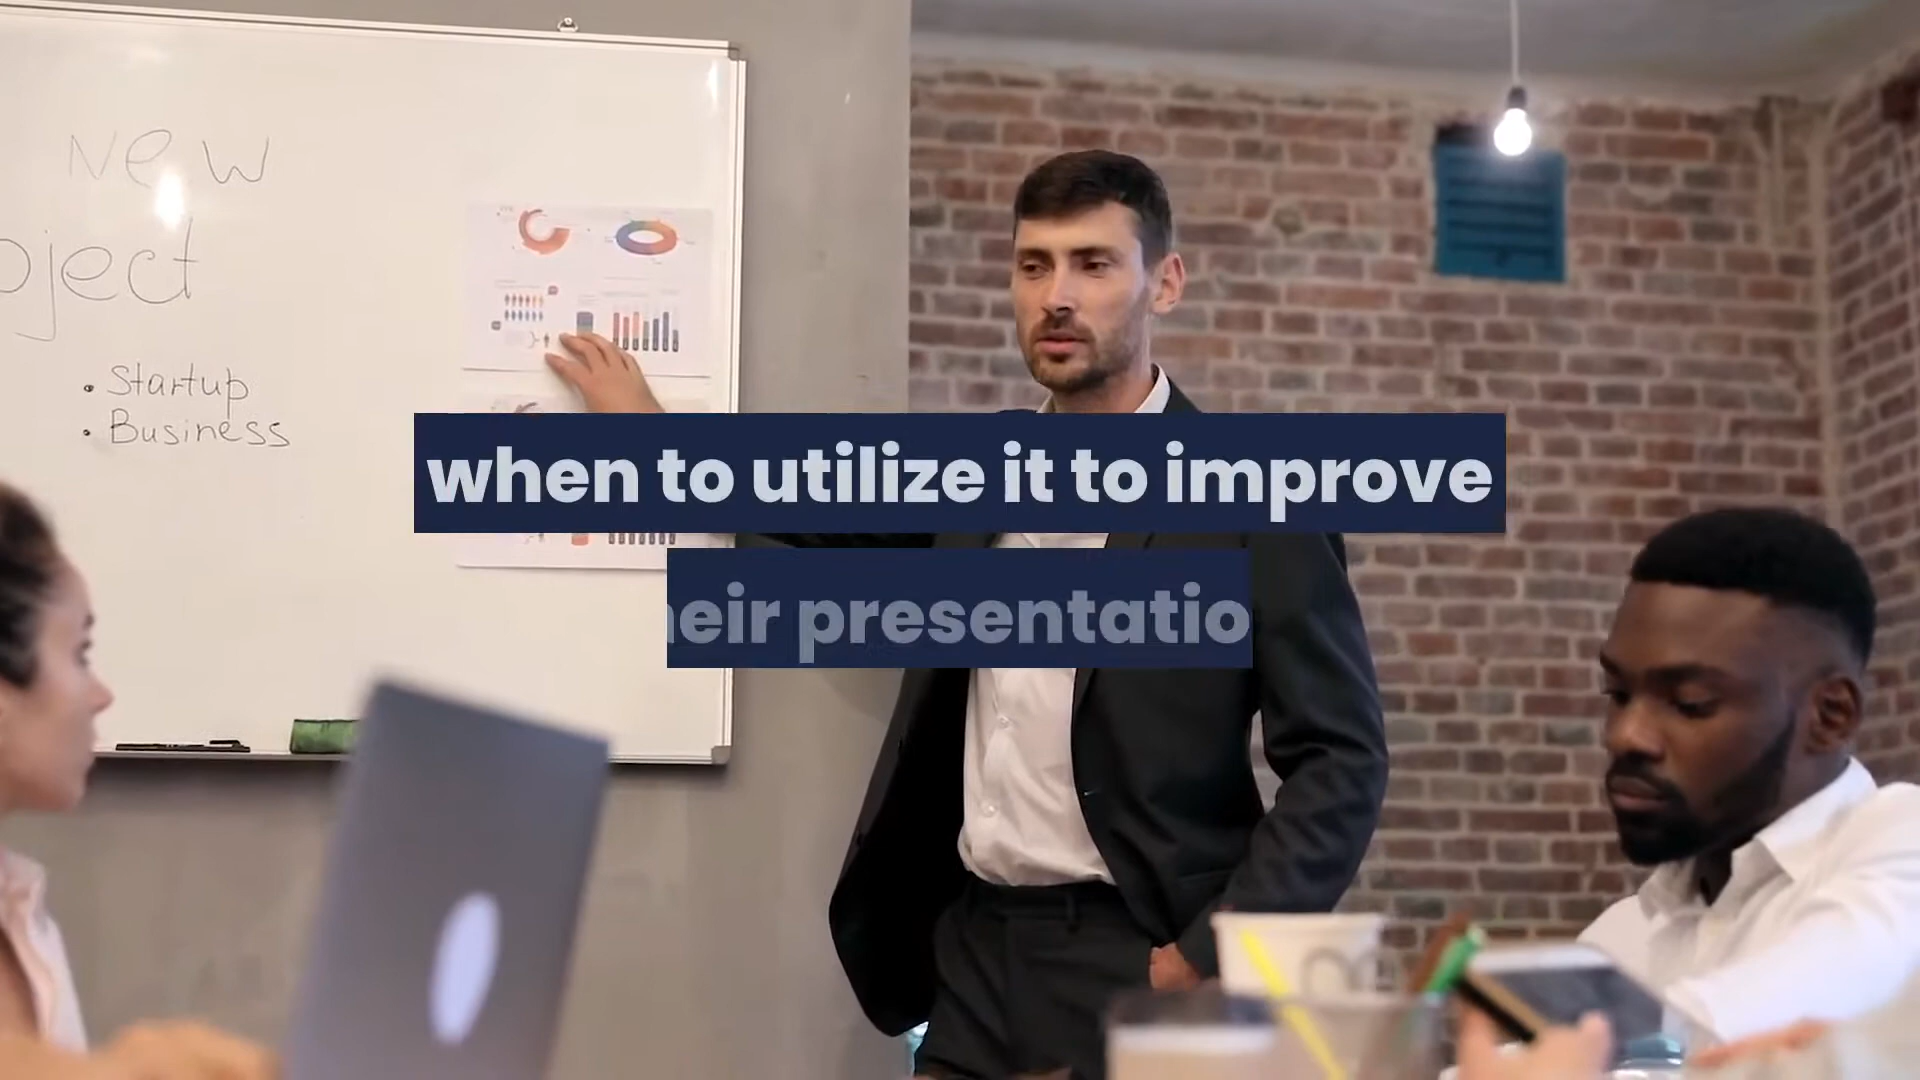 New
oject
• Startup
• Business
when to utilize it to improve
heir presentatio